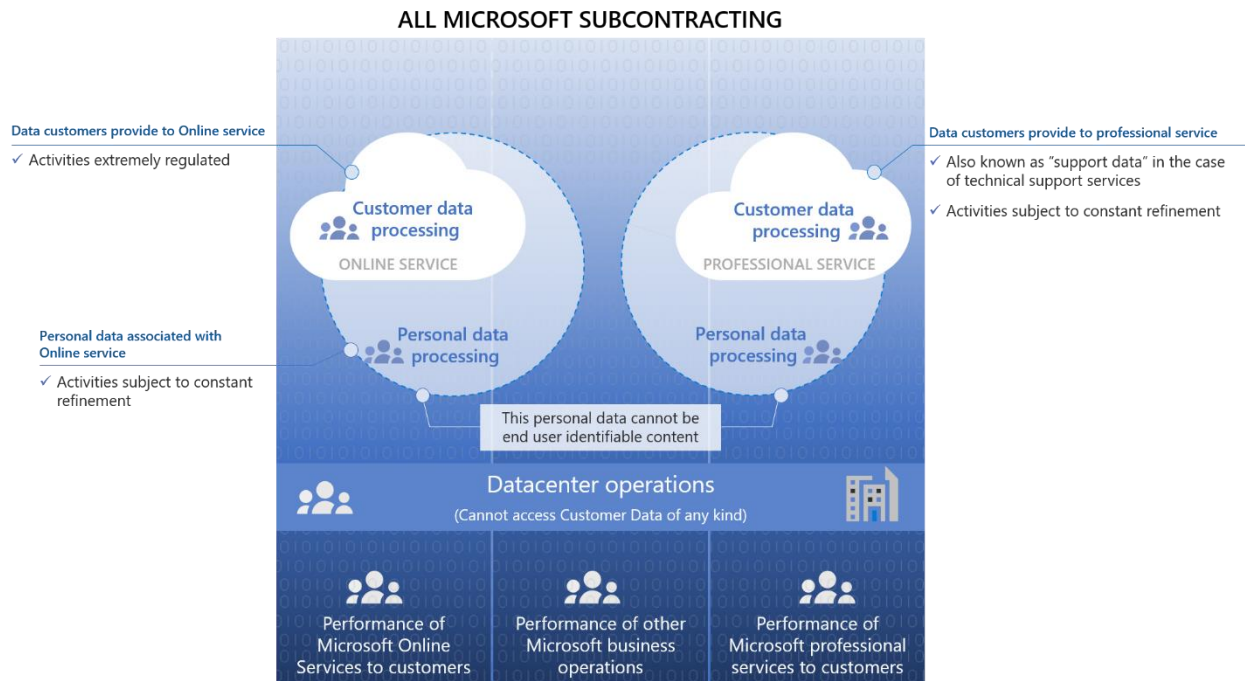 ALL MICROSOFT SUBCONTRACTING
Data customers provide to Online service
✓ Activities extremely regulated
Personal data associated with
Online service
✓ Activities subject to constant
refinement
Customer data
processing
ONLINE SERVICE
Personal data
processing
Customer data
processing
PROFESSIONAL SERVICE
Personal data
processing
Data customers provide to professional service
✓ Also known as “support data” in the case
of technical support services
✓ Activities subject to constant refinement
This personal data cannot be
end user identifiable content
Datacenter operations
(Cannot access Customer Data of any kind)
Performance of
Microsoft Online
Services to customers
Performance of other
Microsoft business
operations
Performance of
Microsoft professional
services to customers